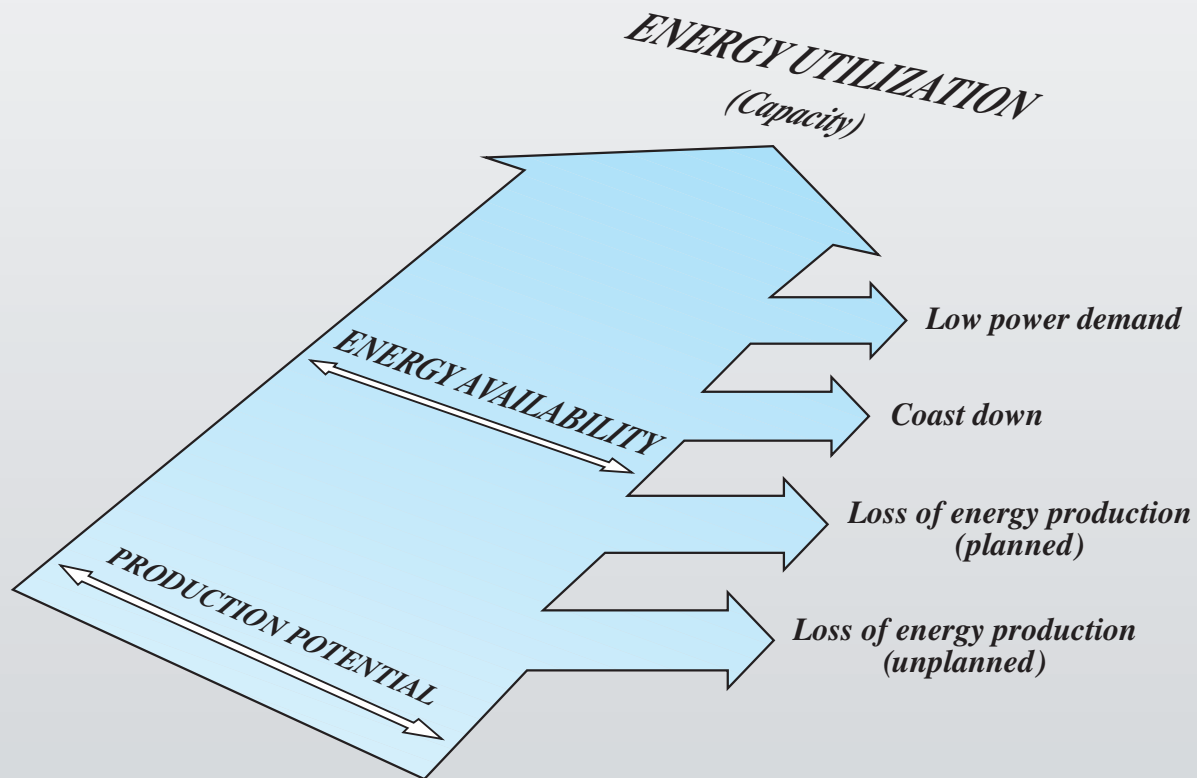 ENERGY UTILIZATION
(Capacity)
Low power demand
ENERGY AVAILABILITY
Coast down
Loss of energy production
(planned)
PRODUCTION POTENTIAL
Loss of energy production
(unplanned)